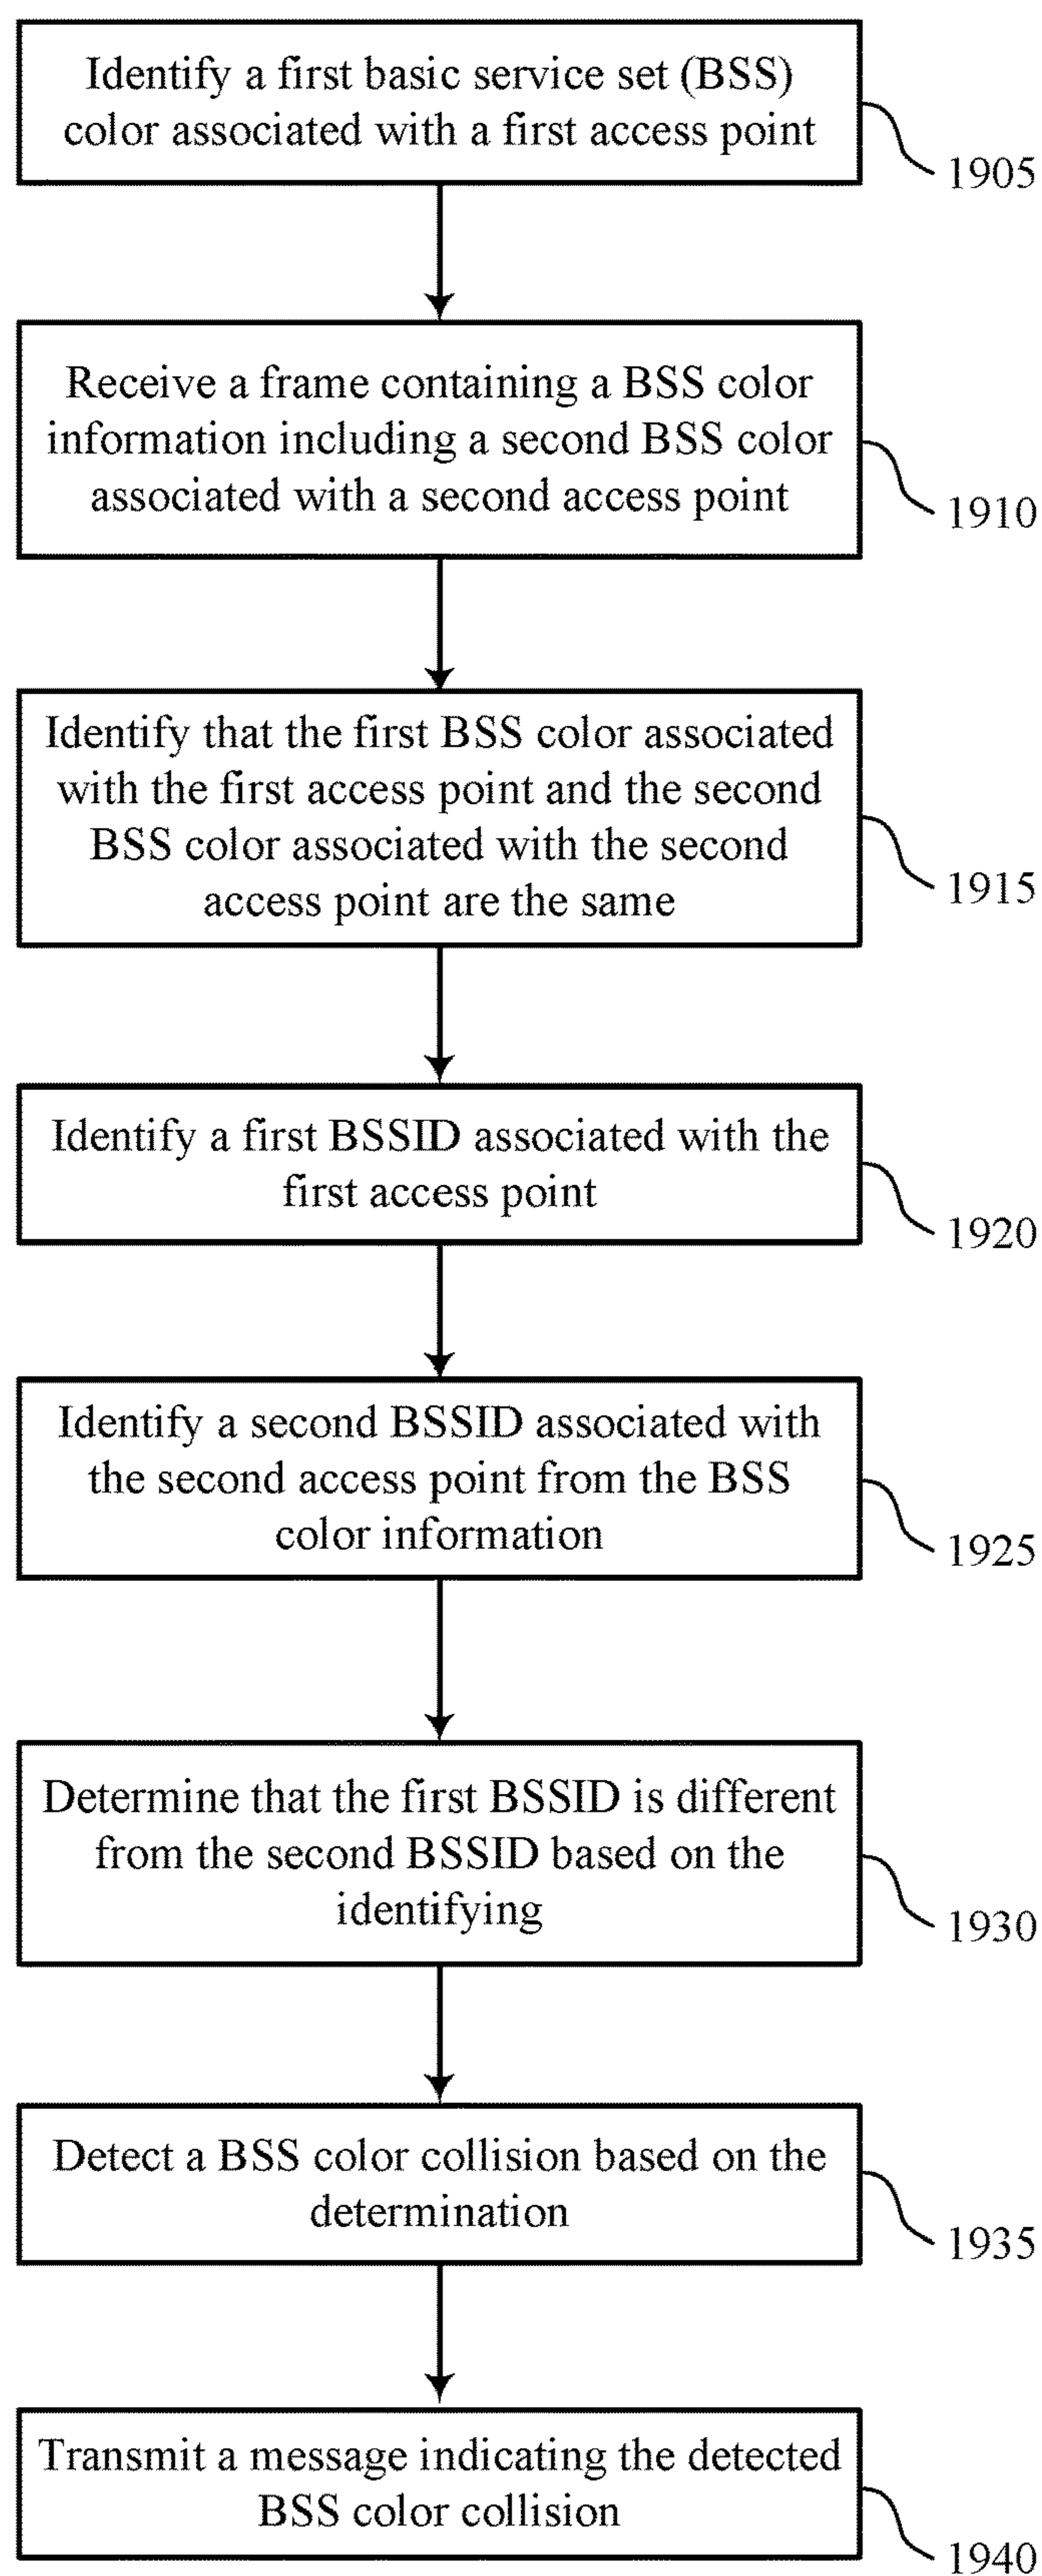 Identify a first basic service set (BSS)
color associated with a first access point
1905
Receive a frame containing a BSS color
information including a second BSS color
associated with a second access point
1910
Identify that the first BSS color associated
with the first access point and the second
BSS color associated with the second
access point are the same
1915
Identify a first BSSID associated with the
first access point
1920
Identify a second BSSID associated with
the second access point from the BSS
color information
1925
Determine that the first BSSID is different
from the second BSSID based on the
identifying
1930
Detect a BSS color collision based on the
determination
1935
Transmit a message indicating the detected
BSS color collision
1940